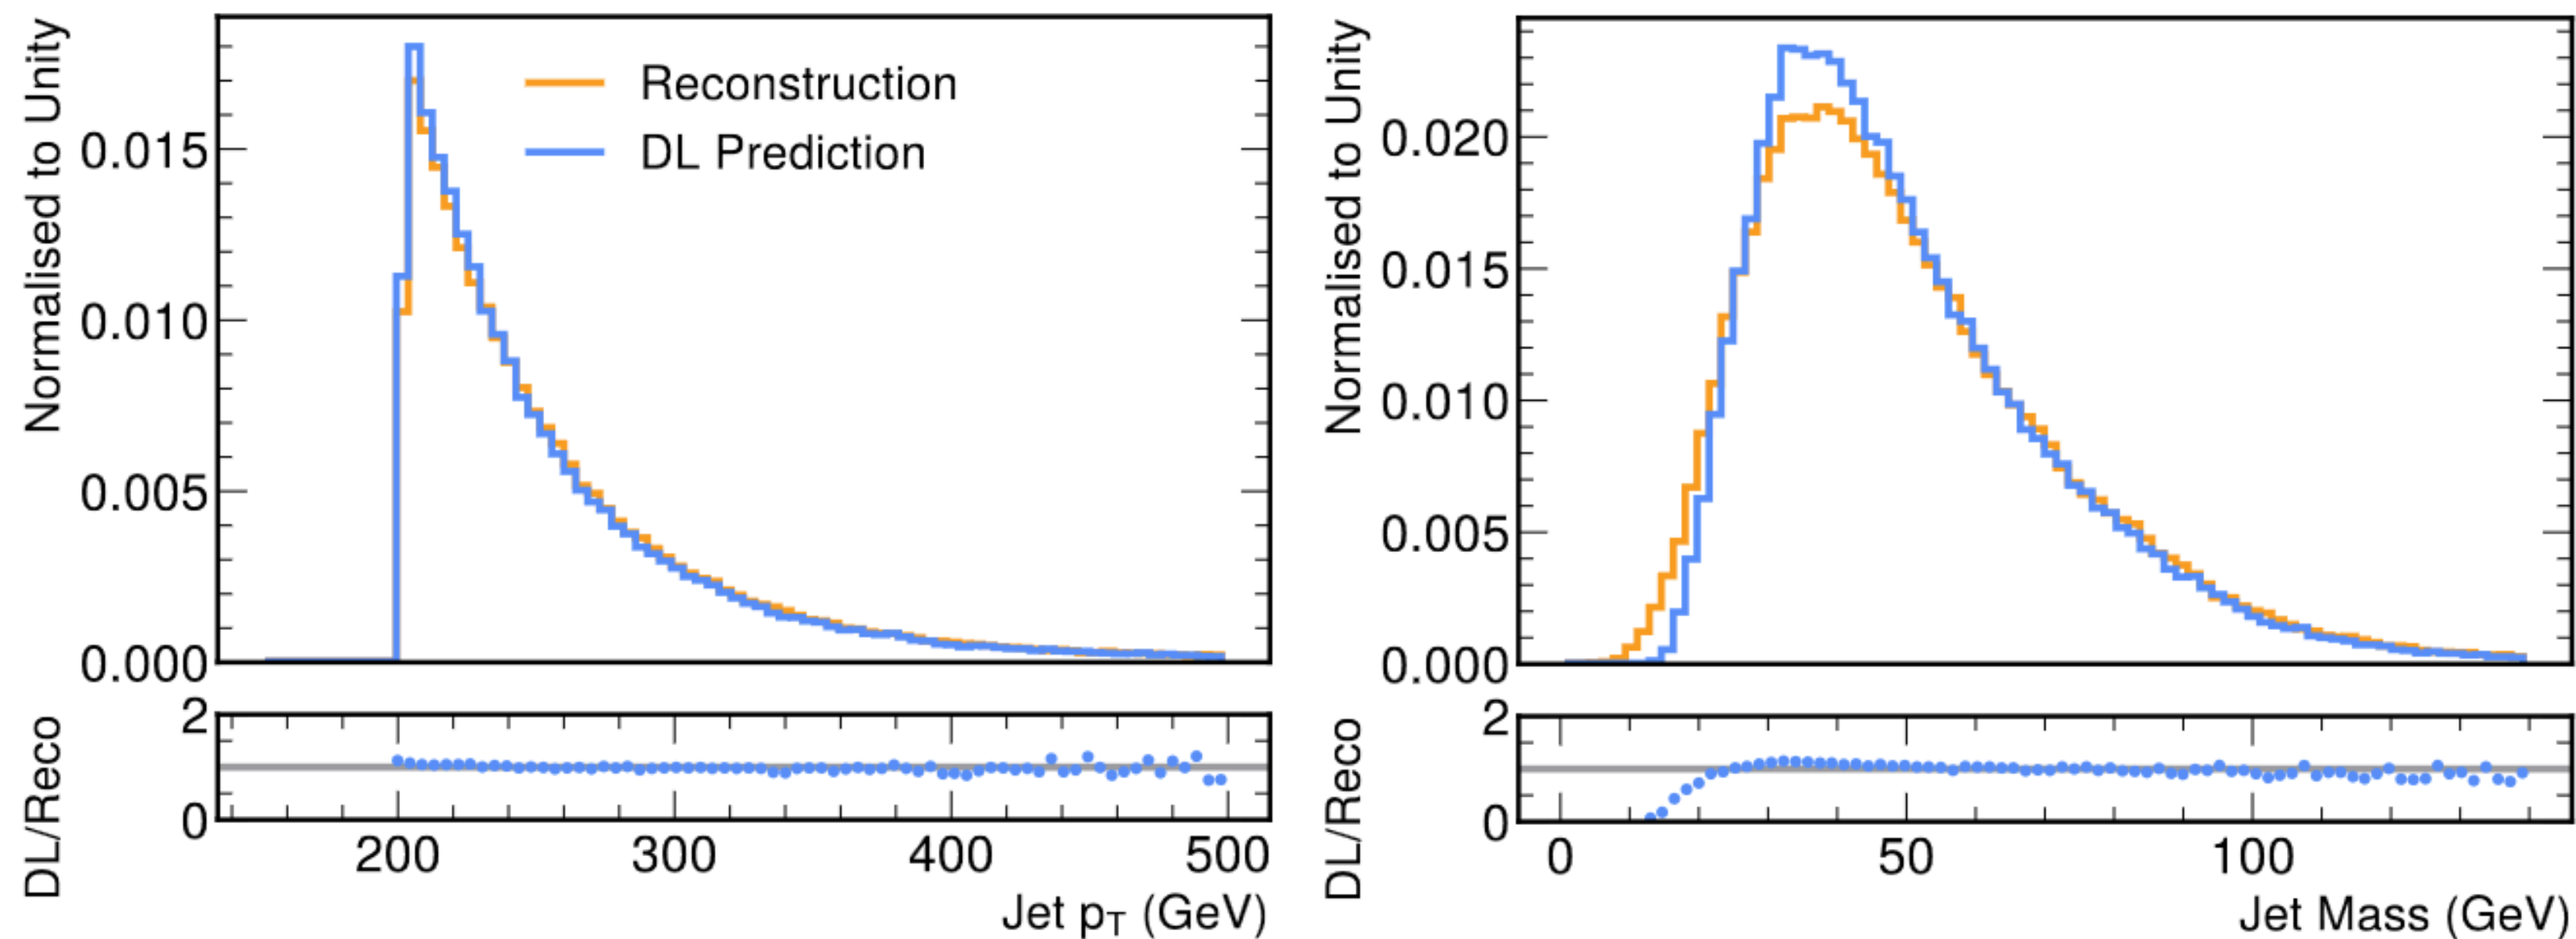 Normalised to Unity
0.015
0.010
0.005
0.000
Reconstruction
DL Prediction
DL/Reco
2
0
200 300 400 500
Jet pT (GeV)
Normalised to Unity
0.020
0.015
0.010
0.005
0.000
DL/Reco
2
0
0 50 100
Jet Mass (GeV)